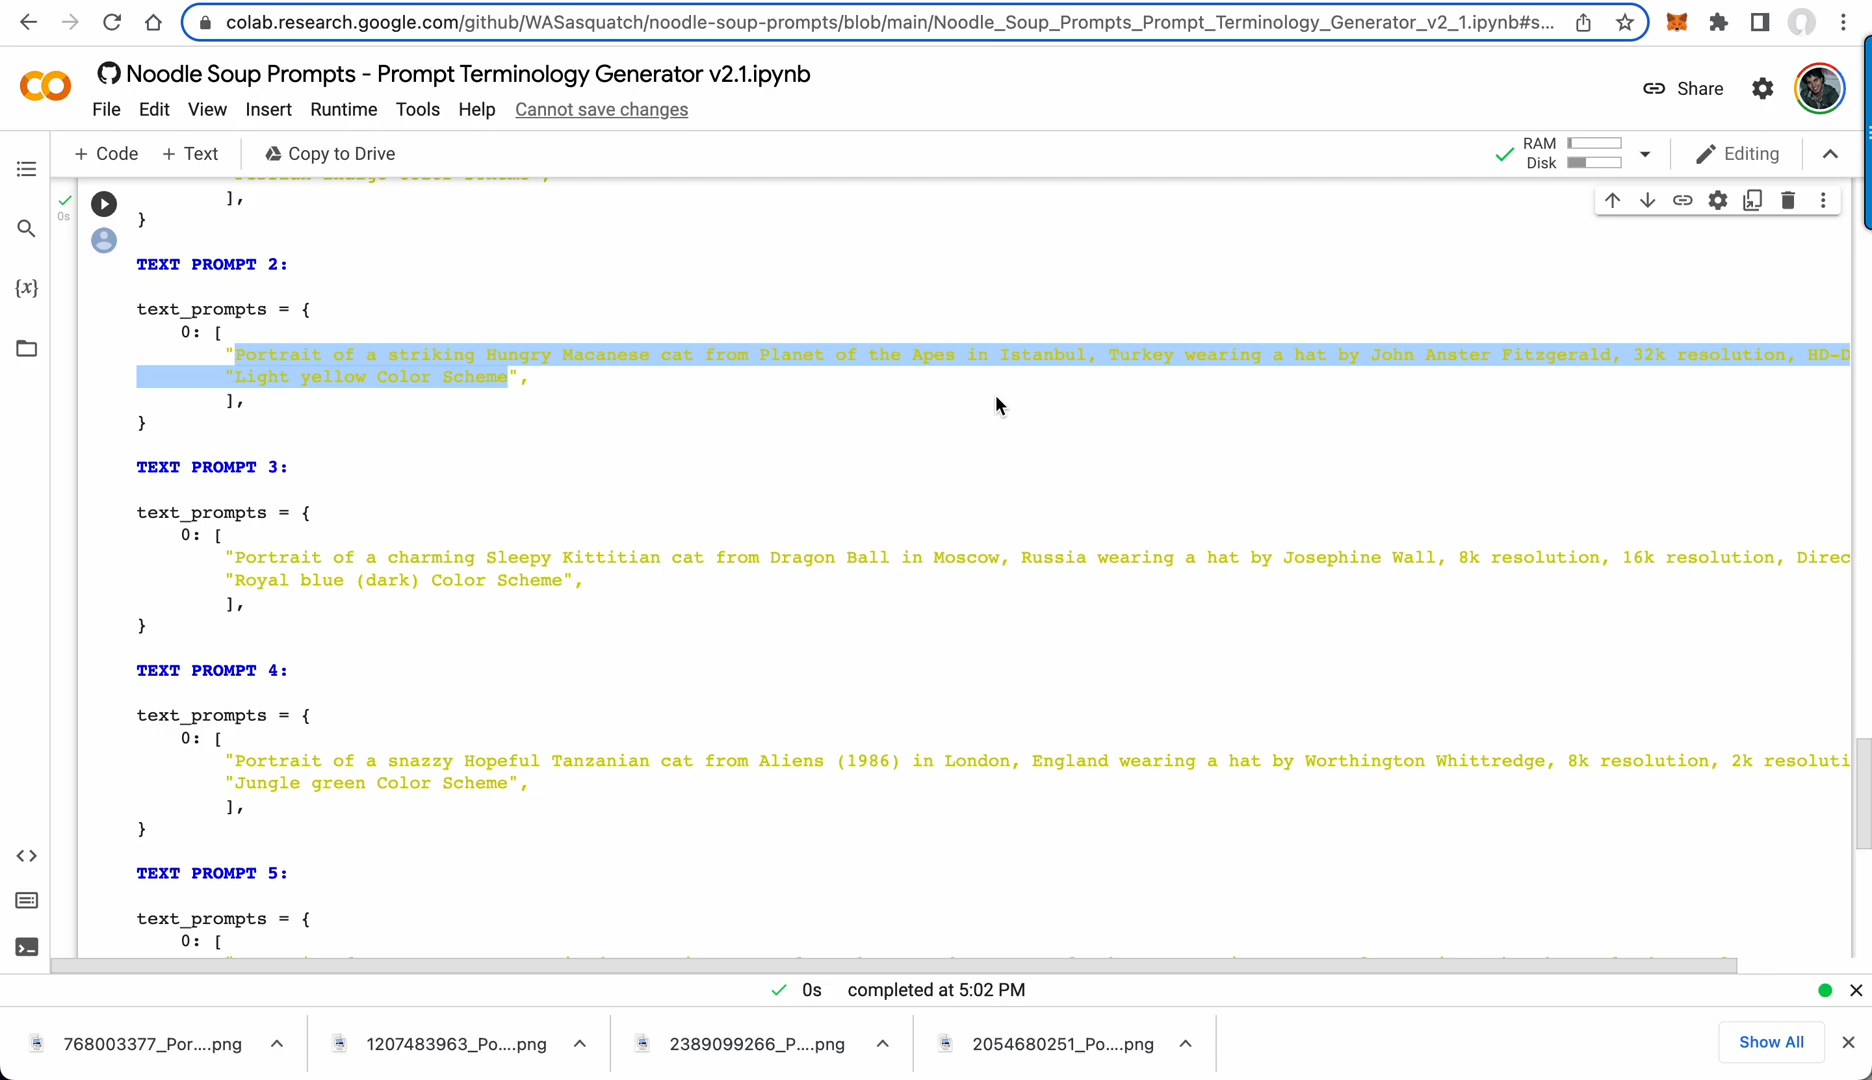 colab.research.google.com/github/WASasquatch/noodle-soup-prompts/blob/main/Noodle_Soup_Prompts_Prompt_Terminology_Generator_v2_1.ipynb#s...
Noodle Soup Prompts - Prompt Terminology Generator v2.1.ipynb
File Edit View Insert Runtime Tools Help Cannot save changes
Share
+ Code + Text Copy to Drive
RAM
Disk
Editing
],
0s
}
TEXT PROMPT 2:
text_prompts = {
0: [
"Portrait of a striking Hungry Macanese cat from Planet of the Apes in Istanbul, Turkey wearing a hat by John Anster Fitzgerald, 32k resolution, HD-D
"Light yellow Color Scheme",
],
}
TEXT PROMPT 3:
text_prompts = {
0: [
"Portrait of a charming Sleepy Kittitian cat from Dragon Ball in Moscow, Russia wearing a hat by Josephine Wall, 8k resolution, 16k resolution, Direc
"Royal blue (dark) Color Scheme",
],
}
TEXT PROMPT 4:
text_prompts = {
0: [
"Portrait of a snazzy Hopeful Tanzanian cat from Aliens (1986) in London, England wearing a hat by Worthington Whittredge, 8k resolution, 2k resoluti
"Jungle green Color Scheme",
],
}
TEXT PROMPT 5:
text_prompts = {
0: [
0s completed at 5:02 PM
768003377_Por....png
1207483963_Po....png
2389099266_P....png
2054680251_Po....png
Show All